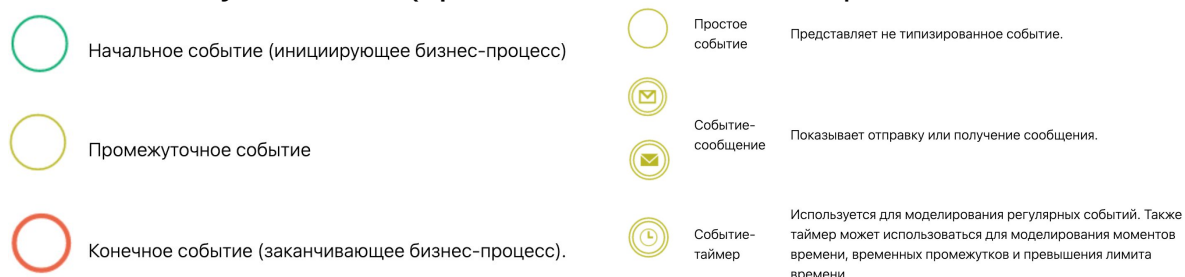 Начальное событие (инициирующее бизнес-процесс)
Промежуточное событие
Конечное событие (заканчивающее бизнес-процесс).
Простое
событие
Представляет не типизированное событие.
Событие-
сообщение
Показывает отправку или получение сообщения.
Событие-
таймер
Используется для моделирования регулярных событий. Также
таймер может использоваться для моделирования моментов
времени, временных промежутков и превышения лимита
времени